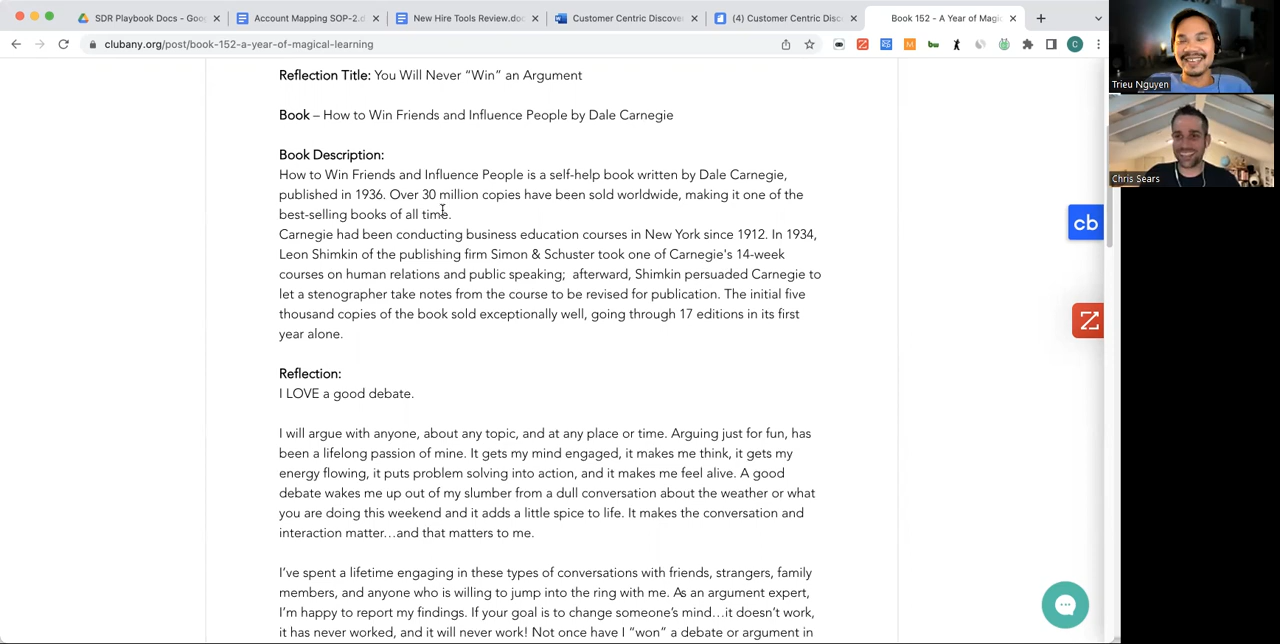 SDR Playbook Docs - Goo
Account Mapping SOP-2.d
New Hire Tools Review.doc
Customer Centric Discover
(4) Customer Centric Disc
Book 152 - A Year of Magic
clubany.org/post/book-152-a-year-of-magical-learning
Reflection Title: You Will Never “Win” an Argument
Book – How to Win Friends and Influence People by Dale Carnegie
Book Description:
How to Win Friends and Influence People is a self-help book written by Dale Carnegie,
published in 1936. Over 30 million copies have been sold worldwide, making it one of the
best-selling books of all time.
Carnegie had been conducting business education courses in New York since 1912. In 1934,
Leon Shimkin of the publishing firm Simon & Schuster took one of Carnegie's 14-week
courses on human relations and public speaking;  afterward, Shimkin persuaded Carnegie to
let a stenographer take notes from the course to be revised for publication. The initial five
thousand copies of the book sold exceptionally well, going through 17 editions in its first
year alone.
Reflection:
I LOVE a good debate.
I will argue with anyone, about any topic, and at any place or time. Arguing just for fun, has
been a lifelong passion of mine. It gets my mind engaged, it makes me think, it gets my
energy flowing, it puts problem solving into action, and it makes me feel alive. A good
debate wakes me up out of my slumber from a dull conversation about the weather or what
you are doing this weekend and it adds a little spice to life. It makes the conversation and
interaction matter…and that matters to me.
I’ve spent a lifetime engaging in these types of conversations with friends, strangers, family
members, and anyone who is willing to jump into the ring with me. As an argument expert,
I’m happy to report my findings. If your goal is to change someone’s mind…it doesn’t work,
it has never worked, and it will never work! Not once have I “won” a debate or argument in
Trieu Nguyen
Chris Sears
cb
C